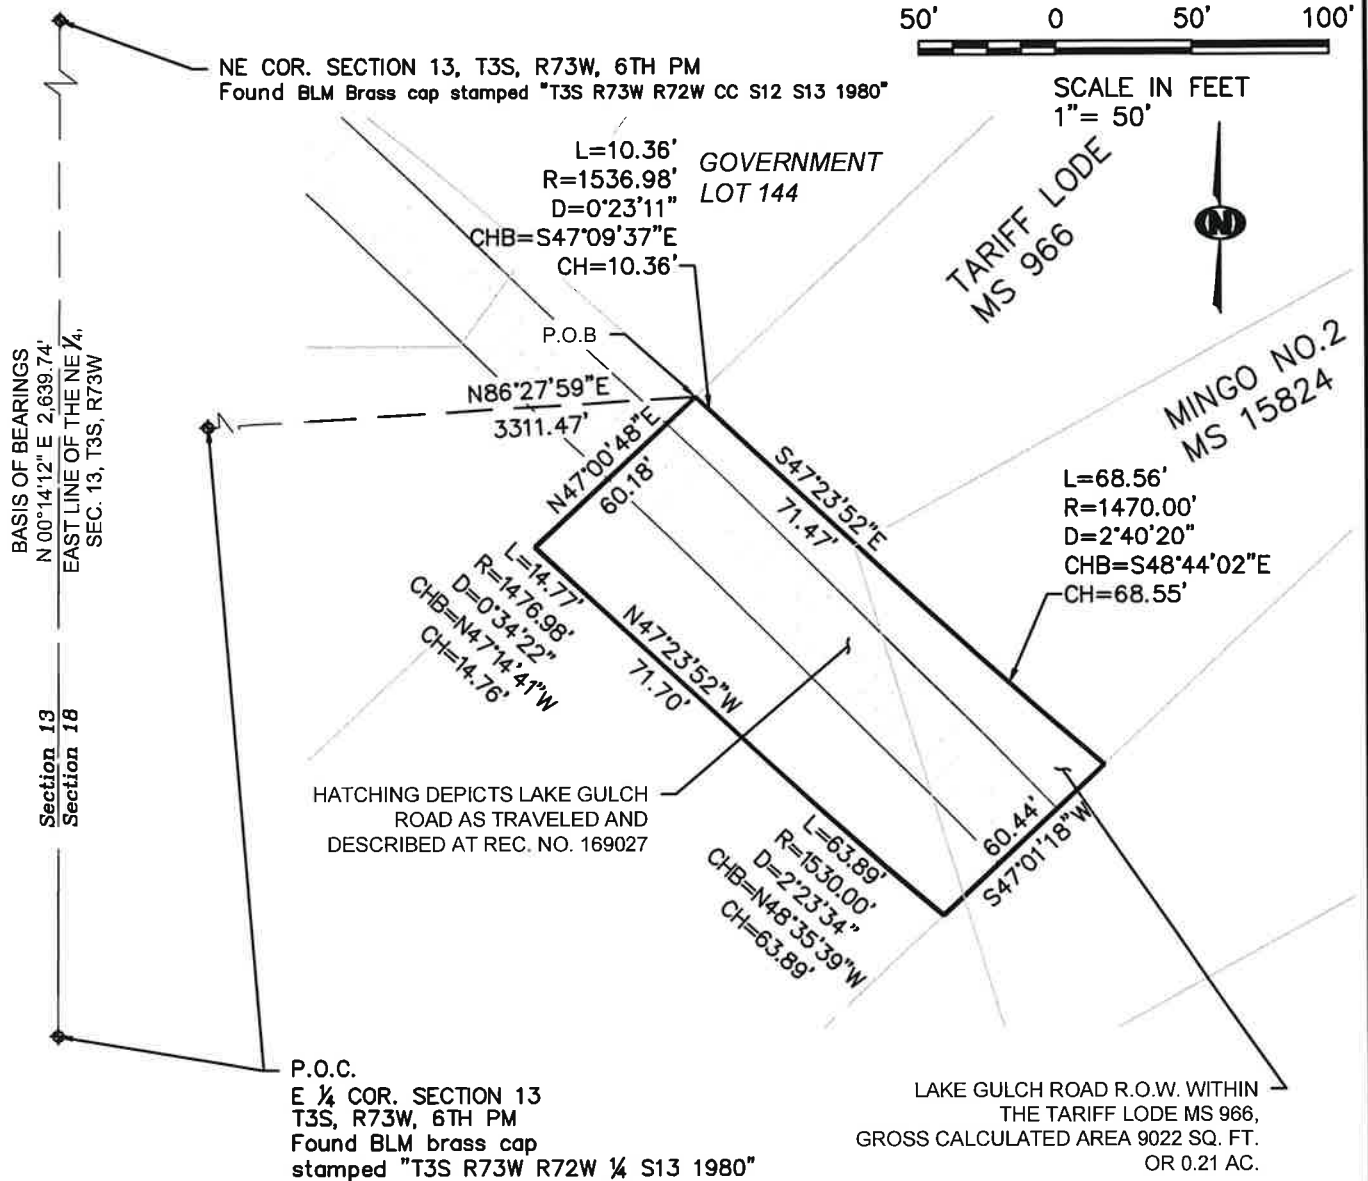 50' 0 50' 100'
SCALE IN FEET
1"= 50'
NE COR. SECTION 13, T3S, R73W, 6TH PM
Found BLM Brass cap stamped "T3S R73W R72W CC S12 S13 1980"
L=10.36'
R=1536.98'
D=0°23'11"
CHB=S47°09'37"E
CH=10.36'
GOVERNMENT
LOT 144
TARIFF LODE
MS 966
N
MINGO NO.2
MS 15824
P.O.B
N86°27'59"E
3311.47'
BASIS OF BEARINGS
N 00°14'12" E 2,639.74'
EAST LINE OF THE NE ¼,
SEC. 13, T3S, R73W
N47°00'48"E
60.18'
S47°23'52"E
71.47'
L=68.56'
R=1470.00'
D=2°40'20"
CHB=S48°44'02"E
CH=68.55'
L=14.77'
R=1476.98'
D=0°34'22"
CHB=N47°14'41"W
CH=14.76'
N47°23'52"W
71.70'
Section 13
Section 18
HATCHING DEPICTS LAKE GULCH
ROAD AS TRAVELED AND
DESCRIBED AT REC. NO. 169027
L=63.89'
R=1530.00'
D=2°23'34"
CHB=N48°35'39"W
CH=63.89'
60.44'
S47°01'18"W
P.O.C.
E ¼ COR. SECTION 13
T3S, R73W, 6TH PM
Found BLM brass cap
stamped "T3S R73W R72W ¼ S13 1980"
LAKE GULCH ROAD R.O.W. WITHIN
THE TARIFF LODE MS 966,
GROSS CALCULATED AREA 9022 SQ. FT.
OR 0.21 AC.